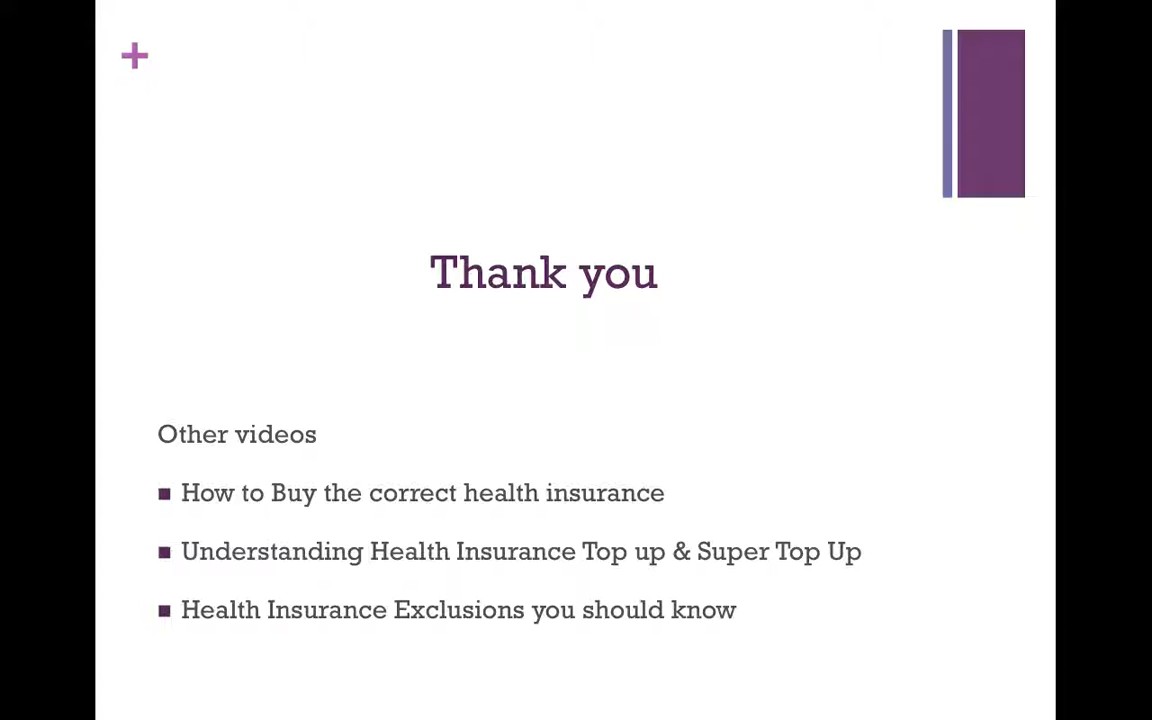 +
Thank you
Other videos
■ How to Buy the correct health insurance
■ Understanding Health Insurance Top up & Super Top Up
■ Health Insurance Exclusions you should know